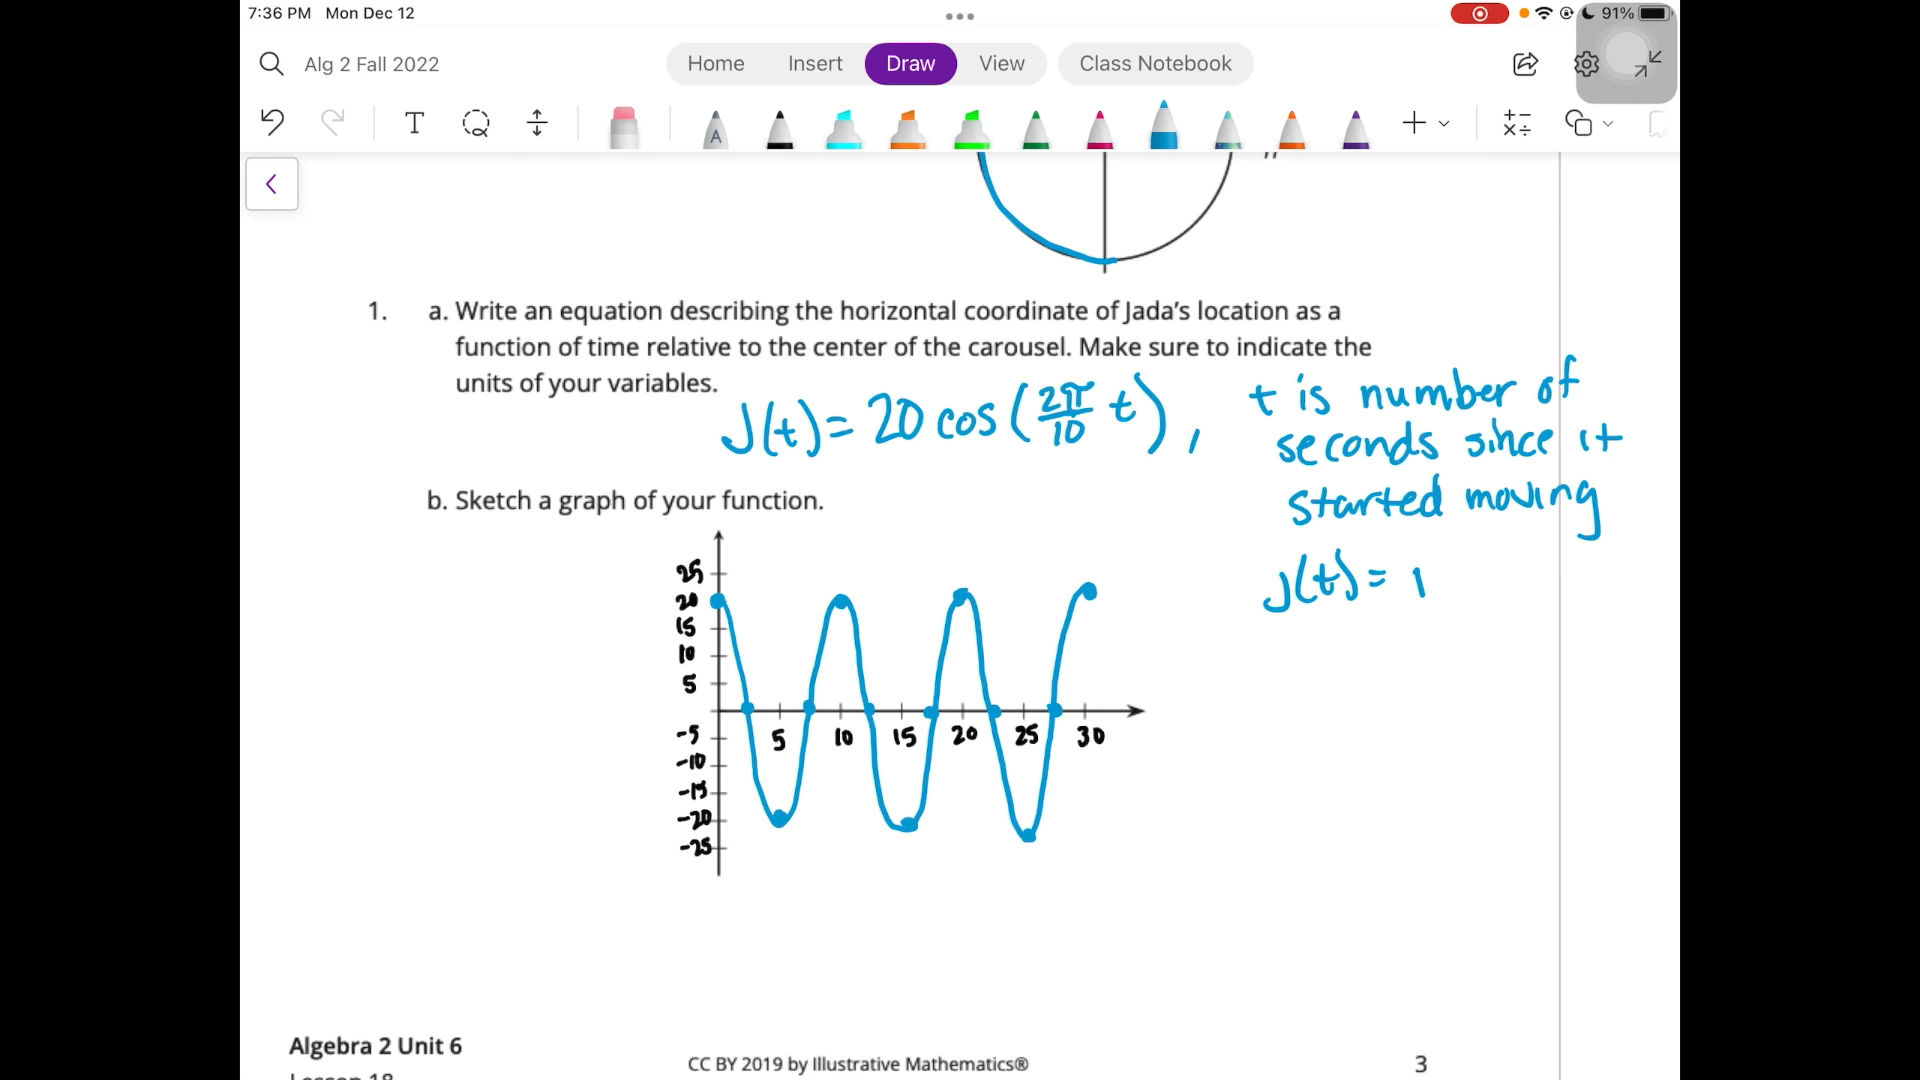 7:36 PM Mon Dec 12
91%
Alg 2 Fall 2022
Home Insert Draw View Class Notebook
T
A
1. a. Write an equation describing the horizontal coordinate of Jada's location as a
function of time relative to the center of the carousel. Make sure to indicate the
units of your variables.
J(t) = 20 cos(2π/10 t), t is number of
seconds since it
started moving
J(t) = 1
b. Sketch a graph of your function.
25
20
15
10
5
-5
-10
-15
-20
-25
5 10 15 20 25 30
Algebra 2 Unit 6
Lesson 18
CC BY 2019 by Illustrative Mathematics®
3